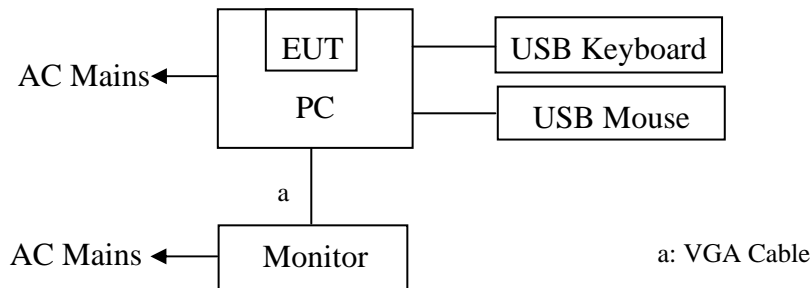 EUT
USB Keyboard
AC Mains
PC
USB Mouse
a
AC Mains
Monitor
a: VGA Cable